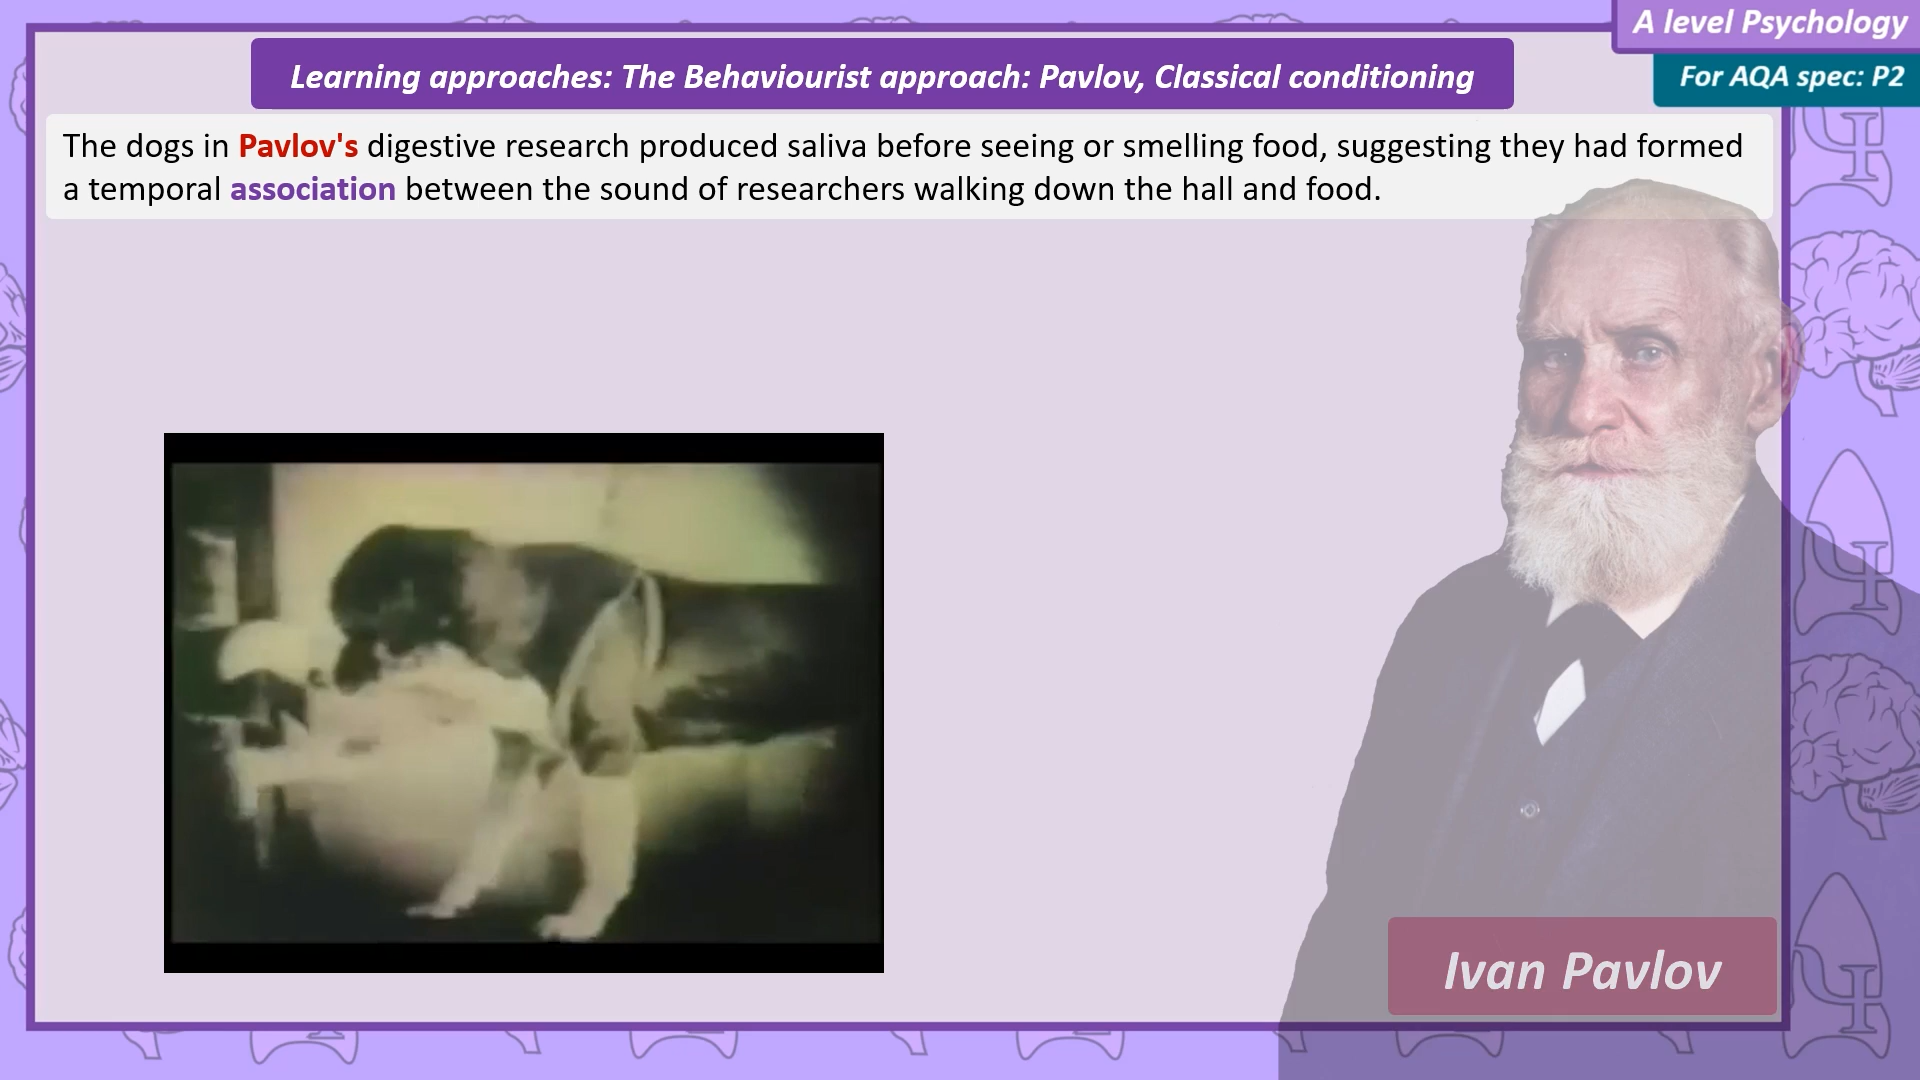 A level Psychology
For AQA spec: P2
Learning approaches: The Behaviourist approach: Pavlov, Classical conditioning
The dogs in Pavlov's digestive research produced saliva before seeing or smelling food, suggesting they had formed
a temporal association between the sound of researchers walking down the hall and food.
Ivan Pavlov